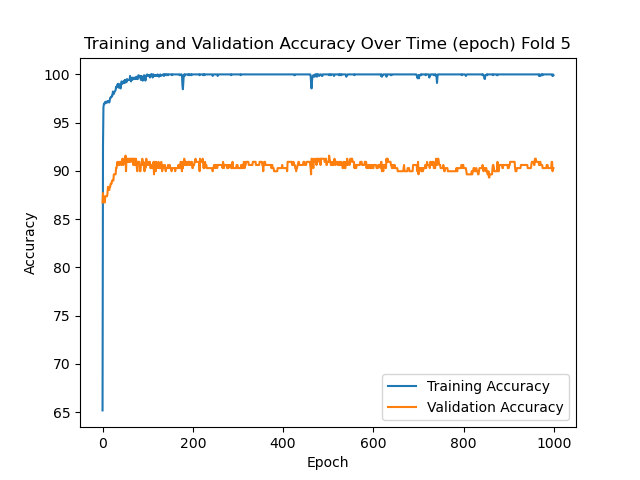 Training and Validation Accuracy Over Time (epoch) Fold 5
100
95
90
85
80
75
70
65
Accuracy
0
200
400
600
800
1000
Epoch
Training Accuracy
Validation Accuracy